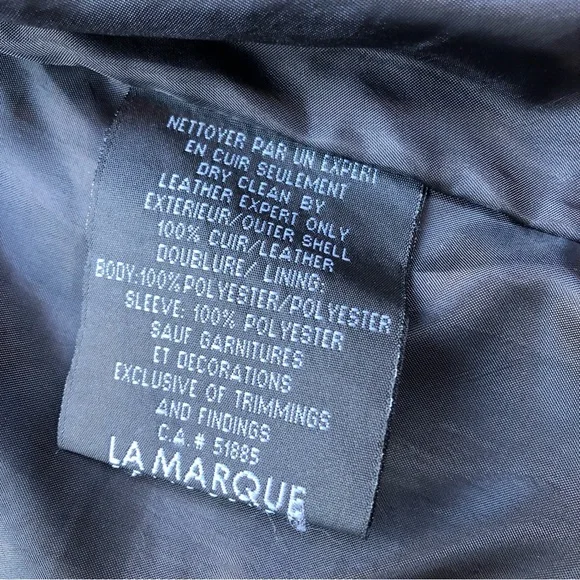 NETTOYER PAR UN EXPERT
EN CUIR SEULEMENT
DRY CLEAN BY
LEATHER EXPERT ONLY
EXTERIEUR/OUTER SHELL
100% CUIR/LEATHER
DOUBLURE/ LINING:
BODY:100%POLYESTER/POLYESTER
SLEEVE: 100% POLYESTER
SAUF GARNITURES
ET DECORATIONS
EXCLUSIVE OF TRIMMINGS
AND FINDINGS
C.A.# 51885
LA MARQUE